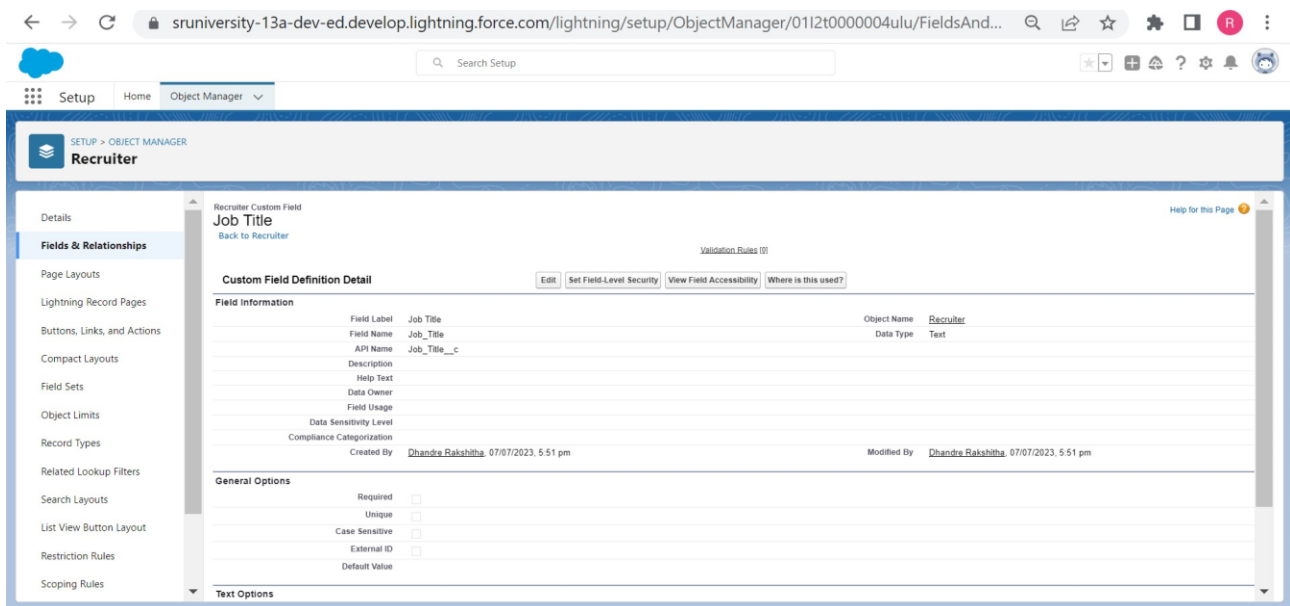 sruniversity-13a-dev-ed.develop.lightning.force.com/lightning/setup/ObjectManager/01I2t0000004ulu/FieldsAnd...
R
Search Setup
Setup Home Object Manager
SETUP > OBJECT MANAGER
Recruiter
Details
Fields & Relationships
Page Layouts
Lightning Record Pages
Buttons, Links, and Actions
Compact Layouts
Field Sets
Object Limits
Record Types
Related Lookup Filters
Search Layouts
List View Button Layout
Restriction Rules
Scoping Rules
Recruiter Custom Field
Job Title
Back to Recruiter
Help for this Page
Validation Rules [0]
Custom Field Definition Detail Edit Set Field-Level Security View Field Accessibility Where is this used?
Field Information
Field Label Job Title Object Name Recruiter
Field Name Job_Title Data Type Text
API Name Job_Title__c
Description
Help Text
Data Owner
Field Usage
Data Sensitivity Level
Compliance Categorization
Created By Dhandre Rakshitha, 07/07/2023, 5:51 pm Modified By Dhandre Rakshitha, 07/07/2023, 5:51 pm
General Options
Required
Unique
Case Sensitive
External ID
Default Value
Text Options